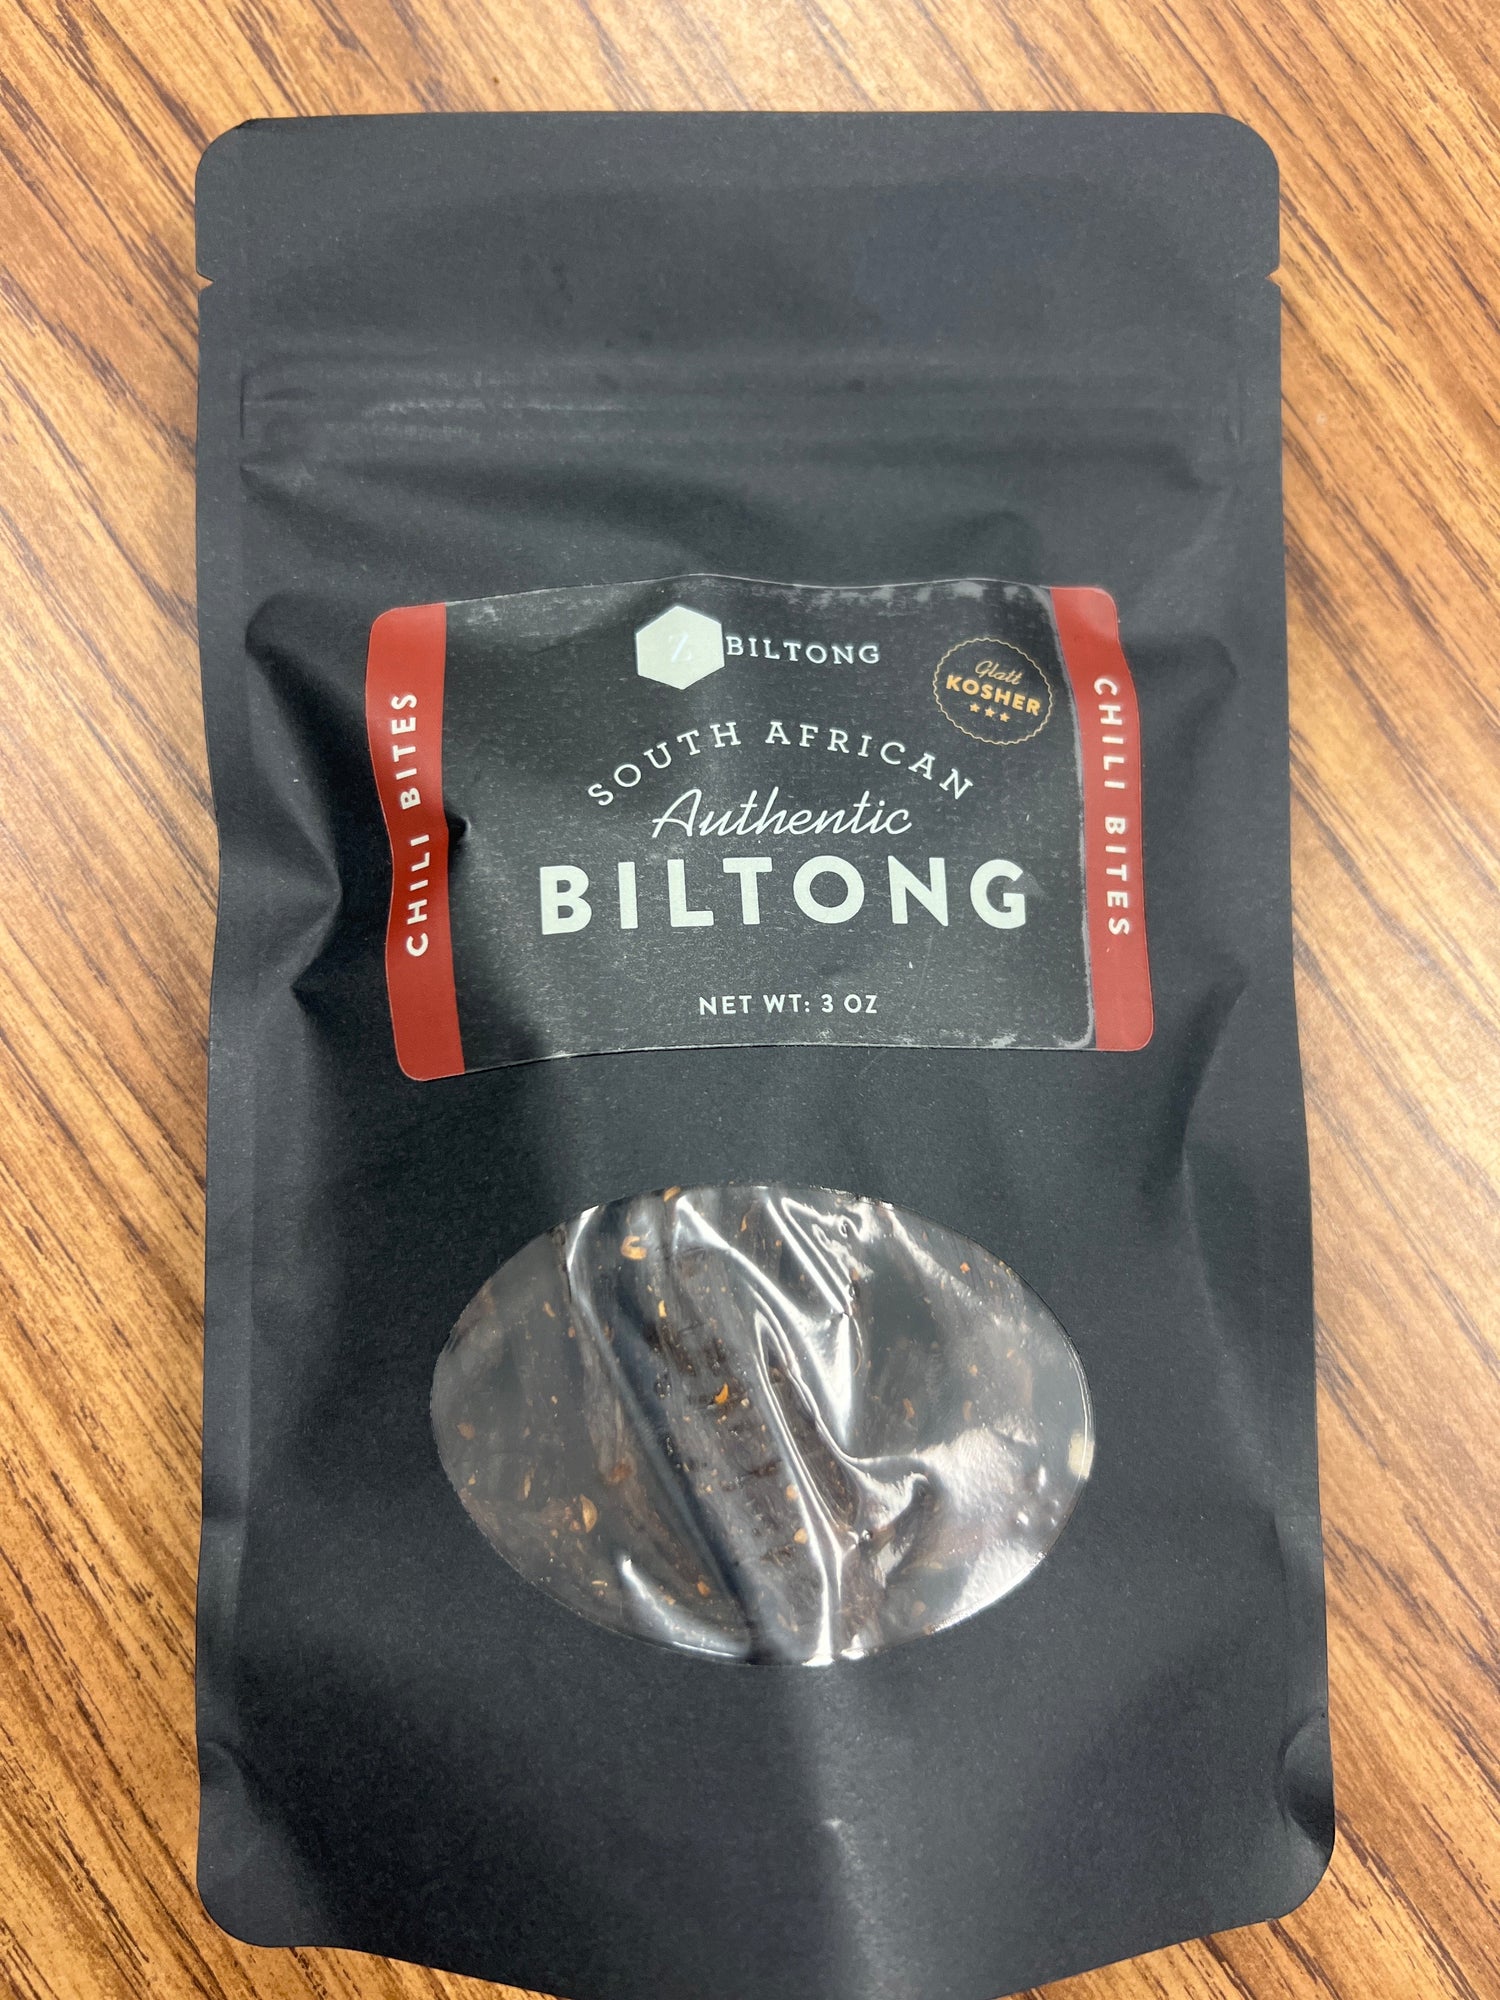 Z BILTONG
Glatt
KOSHER
SOUTH AFRICAN
Authentic
BILTONG
NET WT: 3 OZ
CHILI BITES
CHILI BITES